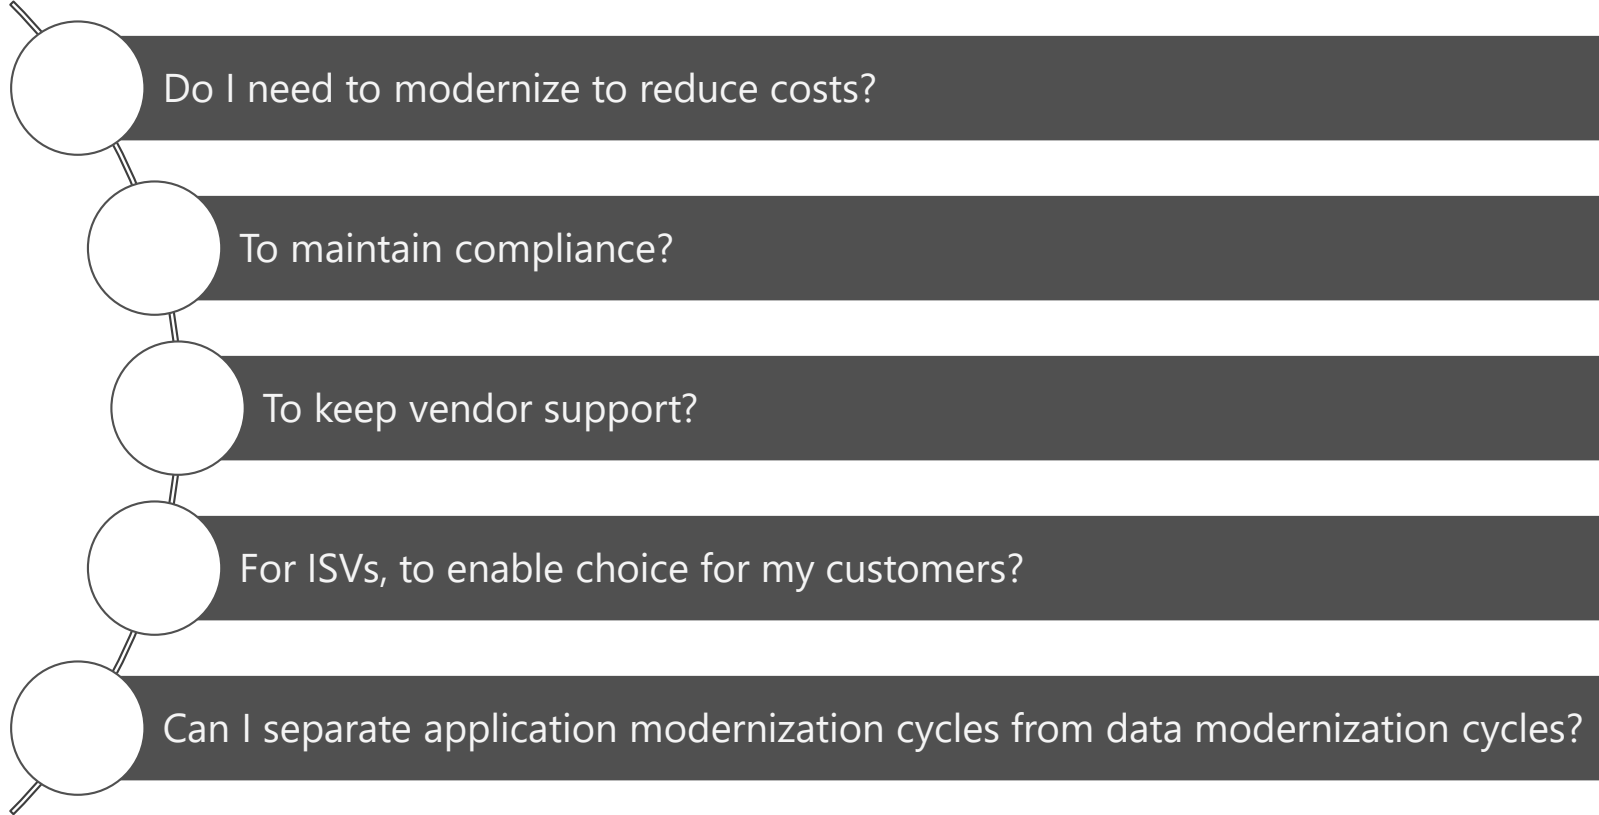 Do I need to modernize to reduce costs?
To maintain compliance?
To keep vendor support?
For ISVs, to enable choice for my customers?
Can I separate application modernization cycles from data modernization cycles?